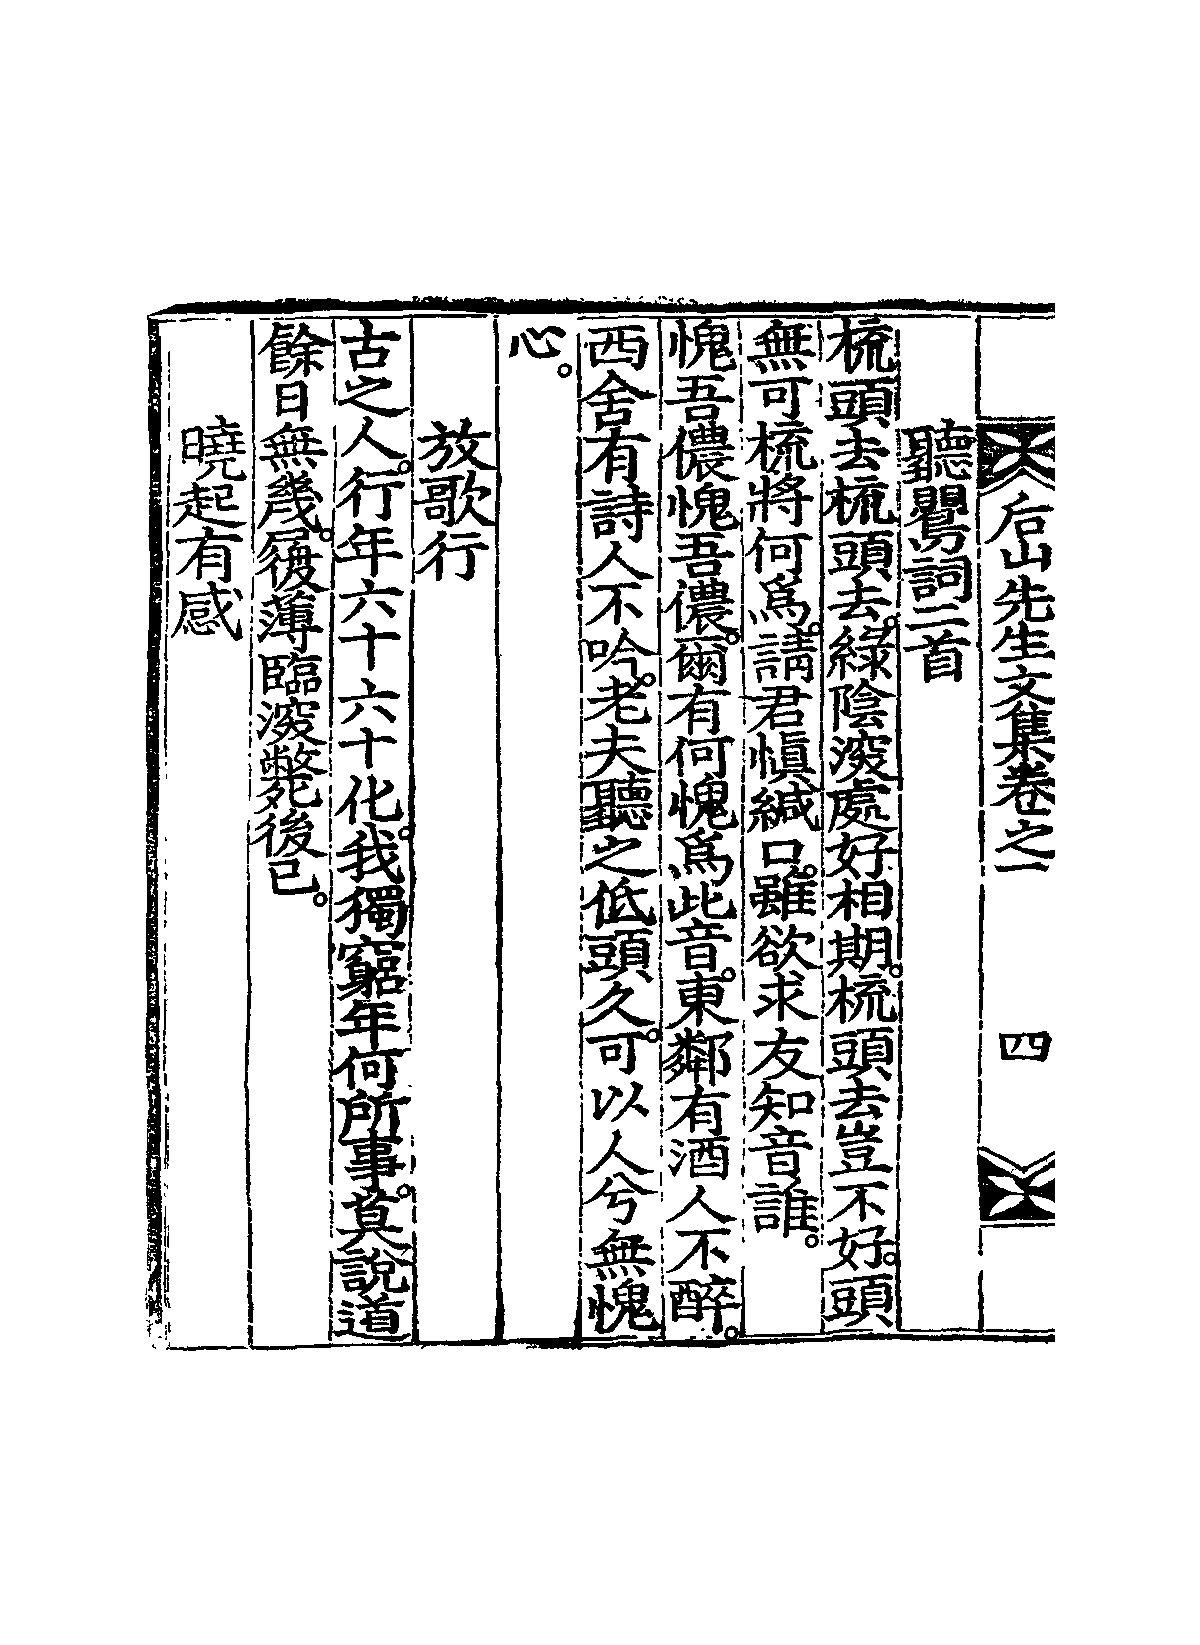 后山先生文集卷之一 四
聽鸎詞二首
梳頭去梳頭去。綠陰深處好相期。梳頭去豈不好。頭
無可梳將何爲。請君愼緘口。雖欲求友知音誰。
愧吾儂愧吾儂。爾有何愧爲此音。東鄰有酒人不醉。
西舍有詩人不吟。老夫聽之低頭久。可以人兮無愧
心。
放歌行
古之人。行年六十六十化。我獨窮年何所事。莫說道
餘日無幾。履薄臨深斃後已。
曉起有感